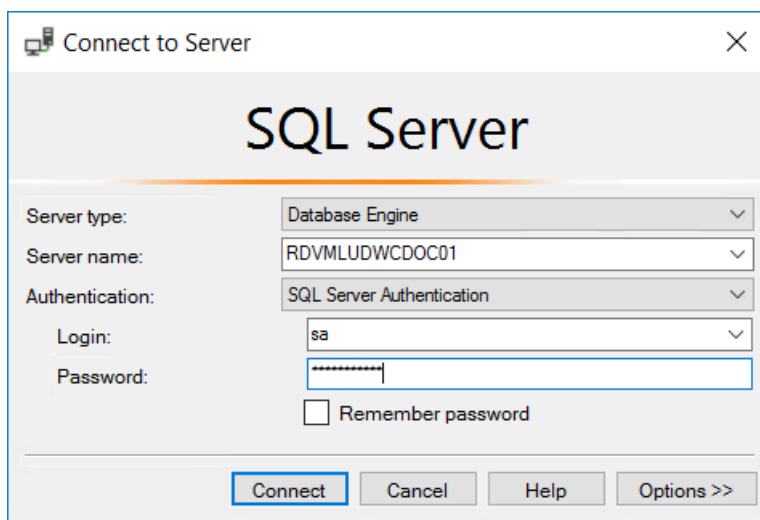 Connect to Server
SQL Server
Server type: Database Engine
Server name: RDVMLUDWCDOC01
Authentication: SQL Server Authentication
Login: sa
Password: ***********
Remember password
Connect Cancel Help Options >>